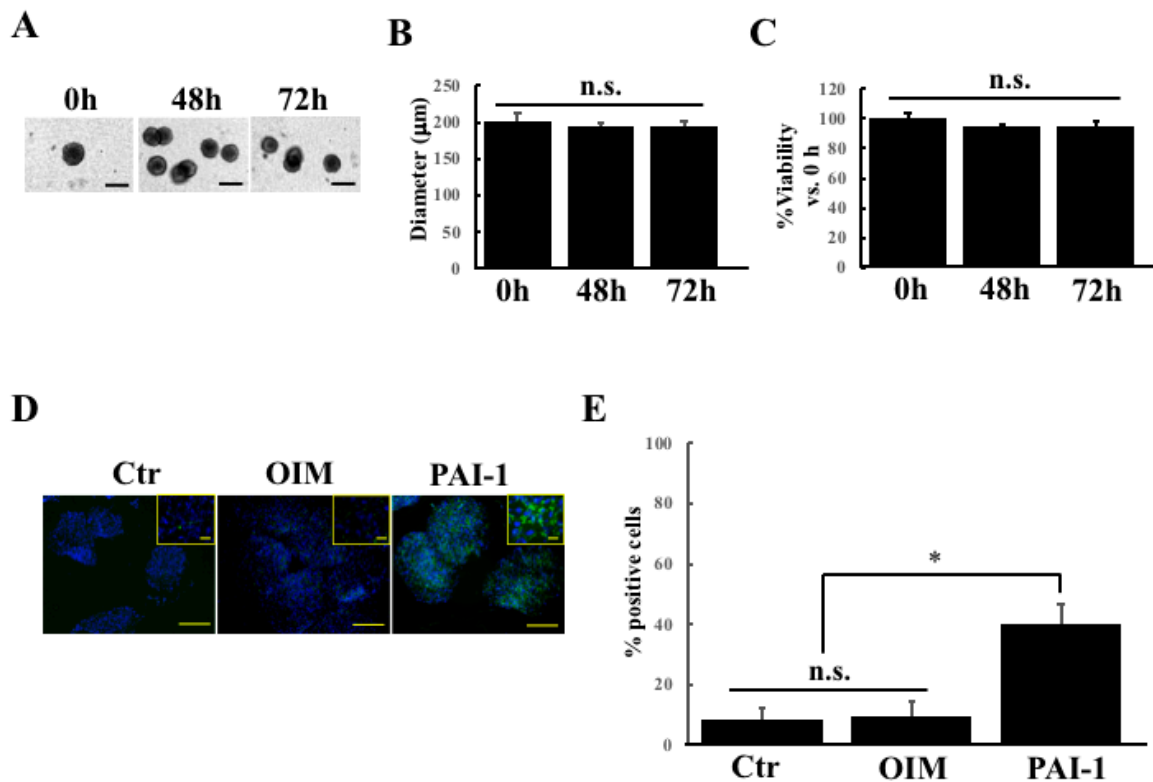 A
0h 48h 72h
B
n.s.
Diameter (µm)
250
200
150
100
50
0
0h 48h 72h
C
n.s.
%Viability
vs. 0 h
120
100
80
60
40
20
0
0h 48h 72h
D
Ctr OIM PAI-1
E
% positive cells
100
80
60
40
20
0
*
n.s.
Ctr OIM PAI-1